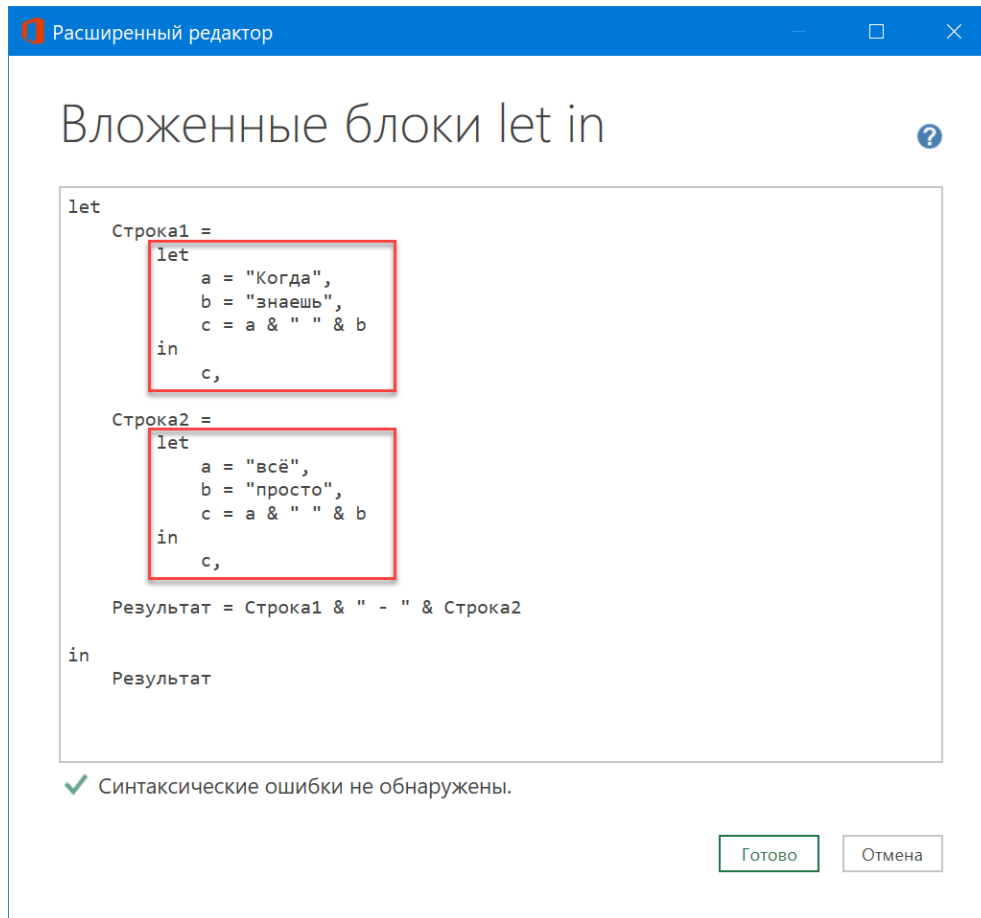 Расширенный редактор
Вложенные блоки let in
?
let
    Строка1 =
        let
            a = "Когда",
            b = "знаешь",
            c = a & " " & b
        in
            c,
    Строка2 =
        let
            a = "всё",
            b = "просто",
            c = a & " " & b
        in
            c,
    Результат = Строка1 & " - " & Строка2
in
    Результат
Синтаксические ошибки не обнаружены.
Готово
Отмена